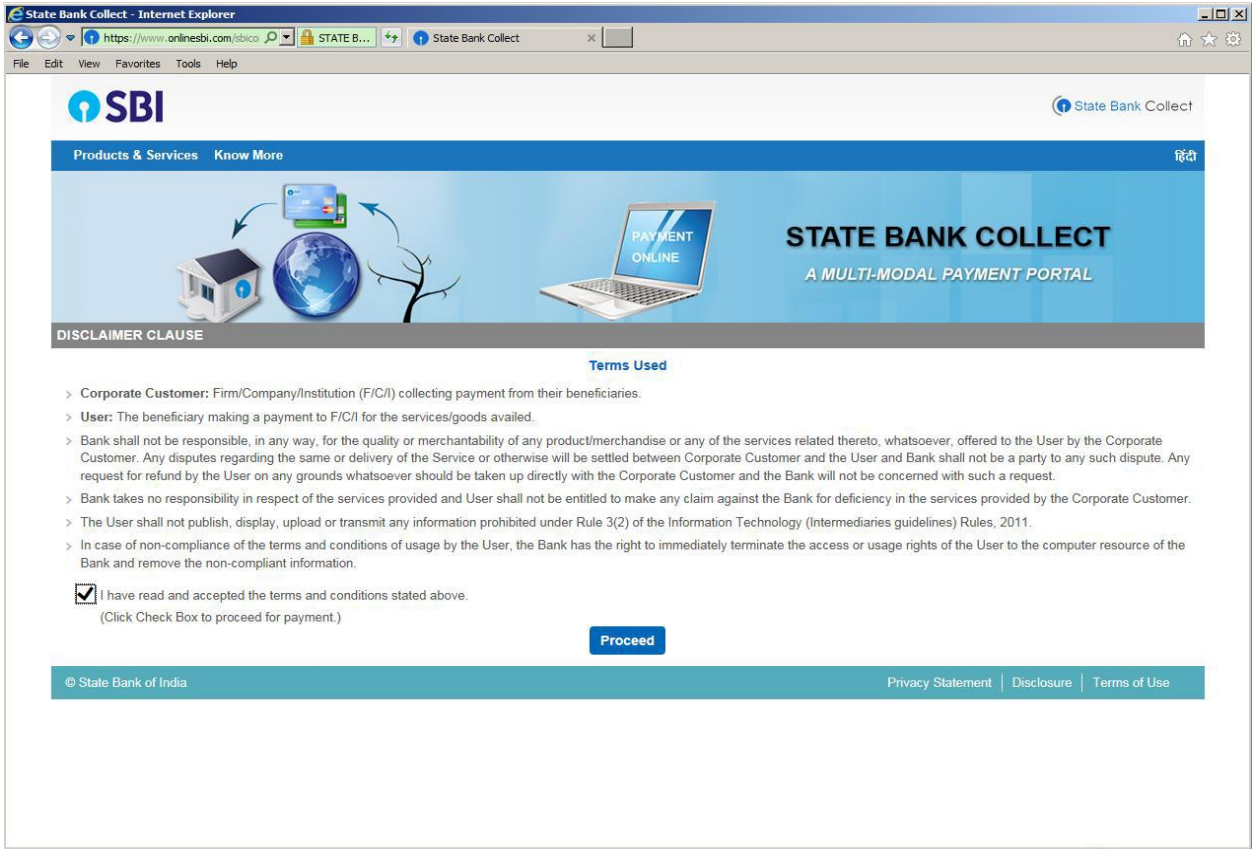 State Bank Collect - Internet Explorer
https://www.onlinesbi.com/sbico
STATE B...
State Bank Collect
File Edit View Favorites Tools Help
SBI
State Bank Collect
Products & Services Know More
हिंदी
PAYMENT
ONLINE
STATE BANK COLLECT
A MULTI-MODAL PAYMENT PORTAL
DISCLAIMER CLAUSE
Terms Used
Corporate Customer: Firm/Company/Institution (F/C/I) collecting payment from their beneficiaries.
User: The beneficiary making a payment to F/C/I for the services/goods availed.
Bank shall not be responsible, in any way, for the quality or merchantability of any product/merchandise or any of the services related thereto, whatsoever, offered to the User by the Corporate
Customer. Any disputes regarding the same or delivery of the Service or otherwise will be settled between Corporate Customer and the User and Bank shall not be a party to any such dispute. Any
request for refund by the User on any grounds whatsoever should be taken up directly with the Corporate Customer and the Bank will not be concerned with such a request.
Bank takes no responsibility in respect of the services provided and User shall not be entitled to make any claim against the Bank for deficiency in the services provided by the Corporate Customer.
The User shall not publish, display, upload or transmit any information prohibited under Rule 3(2) of the Information Technology (Intermediaries guidelines) Rules, 2011.
In case of non-compliance of the terms and conditions of usage by the User, the Bank has the right to immediately terminate the access or usage rights of the User to the computer resource of the
Bank and remove the non-compliant information.
I have read and accepted the terms and conditions stated above.
(Click Check Box to proceed for payment.)
Proceed
© State Bank of India
Privacy Statement | Disclosure | Terms of Use